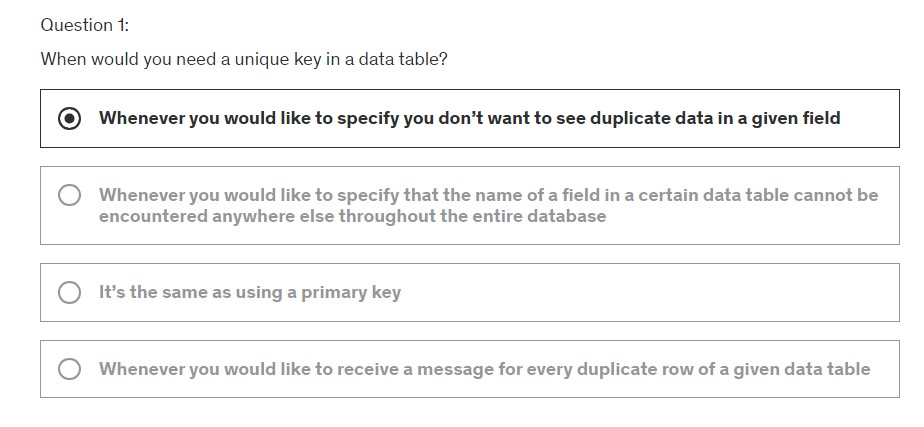 Question 1:
When would you need a unique key in a data table?
Whenever you would like to specify you don’t want to see duplicate data in a given field
Whenever you would like to specify that the name of a field in a certain data table cannot be
encountered anywhere else throughout the entire database
It’s the same as using a primary key
Whenever you would like to receive a message for every duplicate row of a given data table